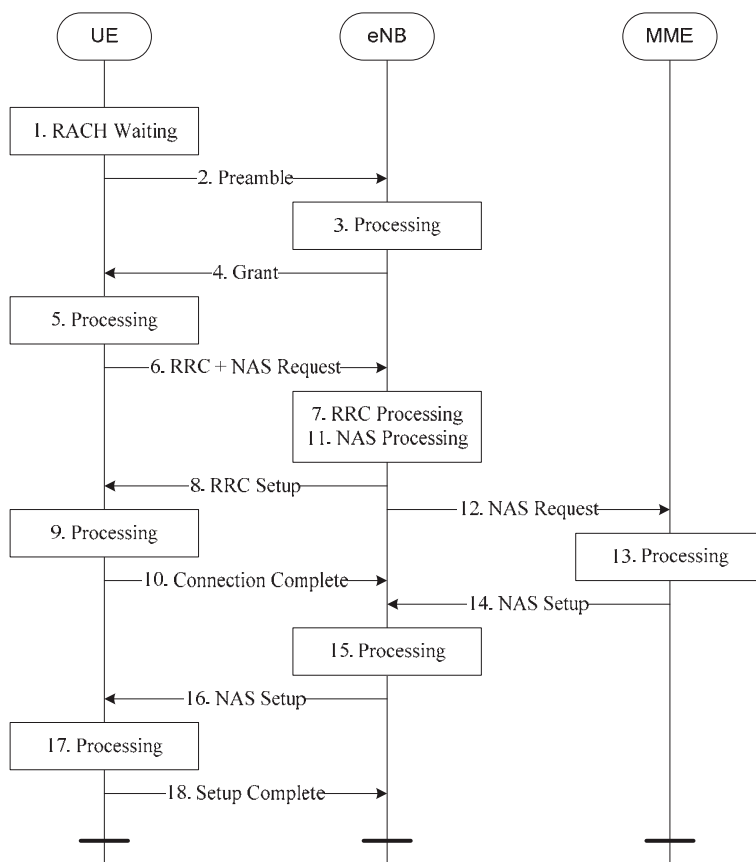 UE
eNB
MME
1. RACH Waiting
2. Preamble
3. Processing
4. Grant
5. Processing
6. RRC + NAS Request
7. RRC Processing
11. NAS Processing
8. RRC Setup
12. NAS Request
9. Processing
13. Processing
10. Connection Complete
14. NAS Setup
15. Processing
16. NAS Setup
17. Processing
18. Setup Complete